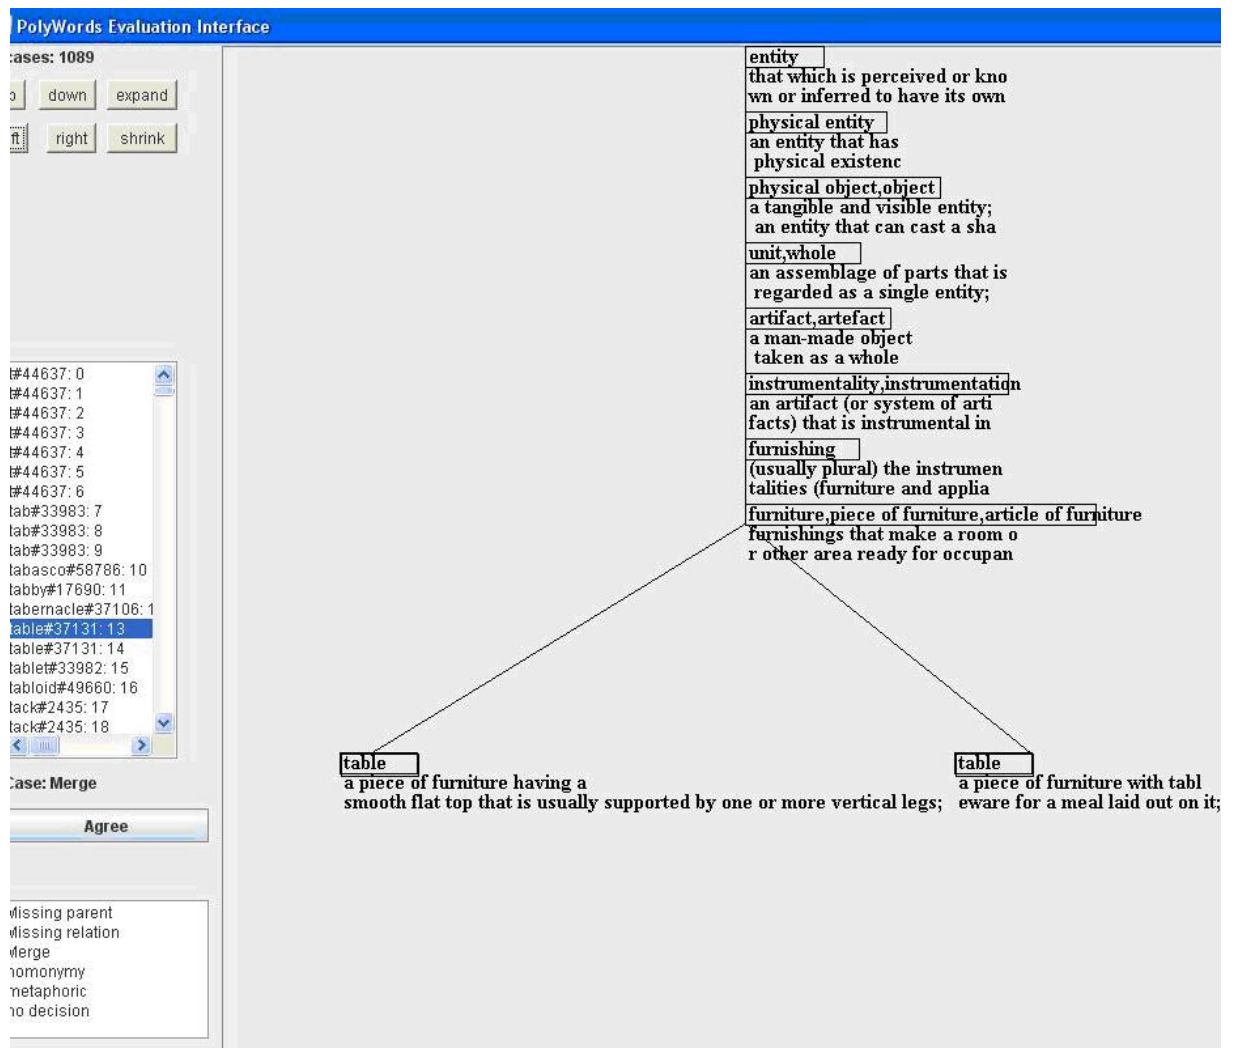 PolyWords Evaluation Interface
:ases: 1089
down
expand
ft
right
shrink
t#44637: 0
t#44637: 1
t#44637: 2
t#44637: 3
t#44637: 4
t#44637: 5
t#44637: 6
tab#33983: 7
tab#33983: 8
tab#33983: 9
tabasco#58786: 10
tabby#17690: 11
tabernacle#37106: 1
table#37131: 13
table#37131: 14
tablet#33982: 15
tabloid#49660: 16
tack#2435: 17
tack#2435: 18
Case: Merge
Agree
Missing parent
Missing relation
Merge
homonymy
metaphoric
no decision
entity
that which is perceived or kno
wn or inferred to have its own
physical entity
an entity that has
physical existenc
physical object,object
a tangible and visible entity;
an entity that can cast a sha
unit,whole
an assemblage of parts that is
regarded as a single entity;
artifact,artefact
a man-made object
taken as a whole
instrumentality,instrumentation
an artifact (or system of arti
facts) that is instrumental in
furnishing
(usually plural) the instrumen
talities (furniture and applia
furniture,piece of furniture,article of furniture
furnishings that make a room o
r other area ready for occupan
table
a piece of furniture having a
smooth flat top that is usually supported by one or more vertical legs;
table
a piece of furniture with tabl
eware for a meal laid out on it;